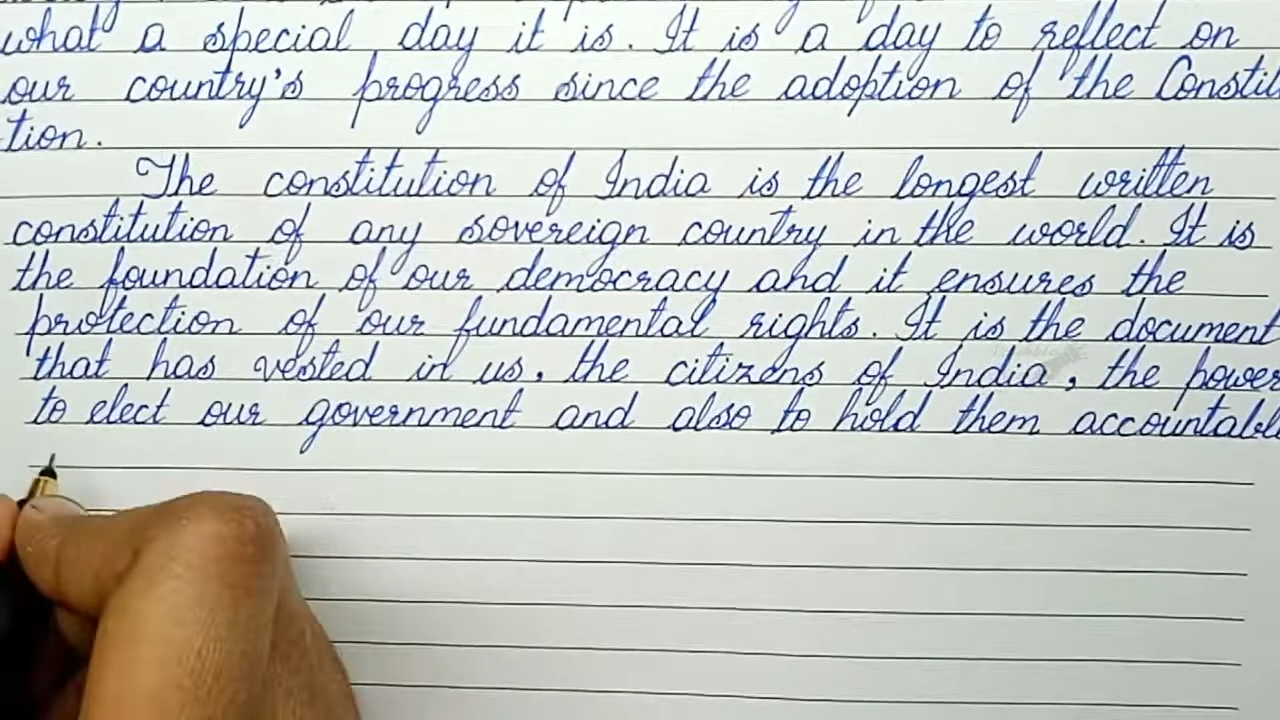 what a special day it is. It is a day to reflect on
our country's progress since the adoption of the Constit
tion.
The constitution of India is the longest written
constitution of any sovereign country in the world. It is
the foundation of our democracy and it ensures the
protection of our fundamental rights. It is the document
that has vested in us, the citizens of India, the power
to elect our government and also to hold them accountable